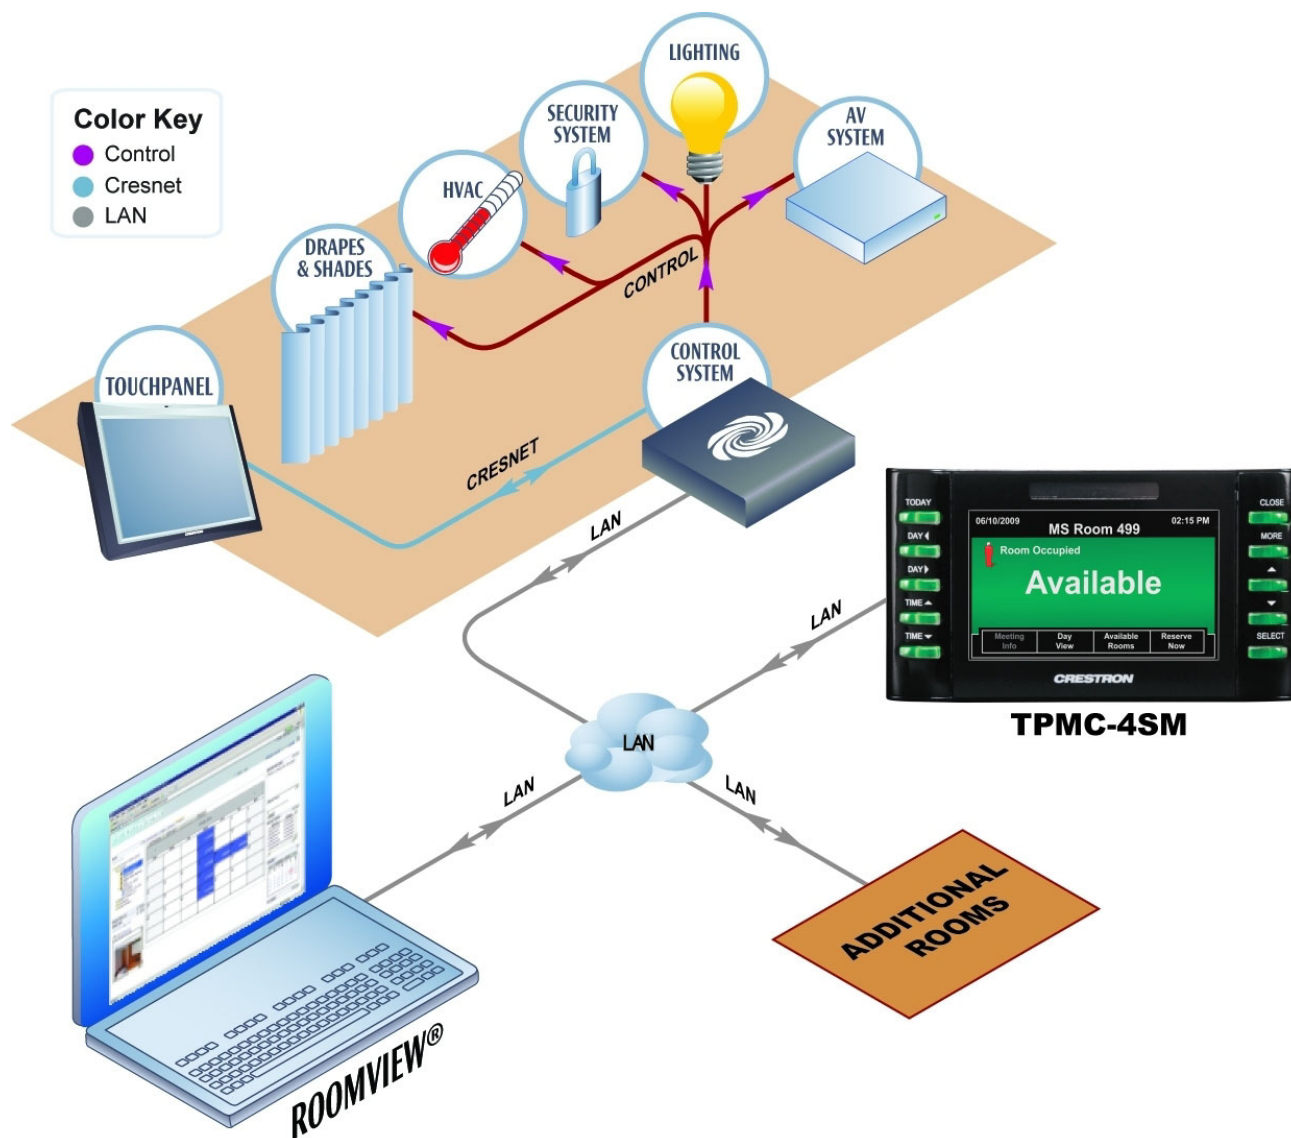 Color Key
Control
Cresnet
LAN
LIGHTING
SECURITY
SYSTEM
AV
SYSTEM
HVAC
DRAPES
& SHADES
CONTROL
TOUCHPANEL
CONTROL
SYSTEM
CRESNET
LAN
TODAY
DAY
DAY
TIME
TIME
CLOSE
MORE
SELECT
06/10/2009
MS Room 499
02:15 PM
Room Occupied
Available
Meeting
Info
Day
View
Available
Rooms
Reserve
Now
CRESTRON
TPMC-4SM
LAN
LAN
LAN
LAN
ADDITIONAL
ROOMS
ROOMVIEW®